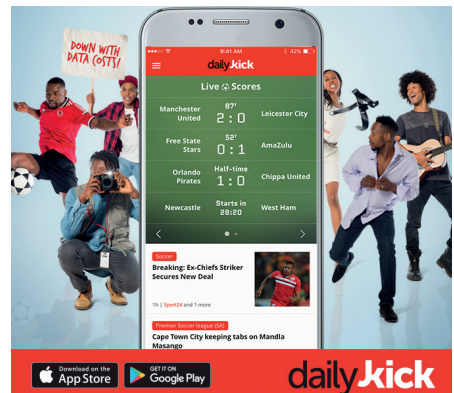 DOWN WITH
DATA COSTS!
9:41 AM
42%
daily kick
Live Scores
Manchester
United
87'
2 : 0
Leicester City
Free State
Stars
52'
0 : 1
AmaZulu
Orlando
Pirates
Half-time
1 : 0
Chippa United
Newcastle
Starts in
28:20
West Ham
Soccer
Breaking: Ex-Chiefs Striker
Secures New Deal
1h | Sport24 and 1 more
Premier Soccer league (SA)
Cape Town City keeping tabs on Mandla
Masango
Download on the
App Store
GET IT ON
Google Play
daily kick